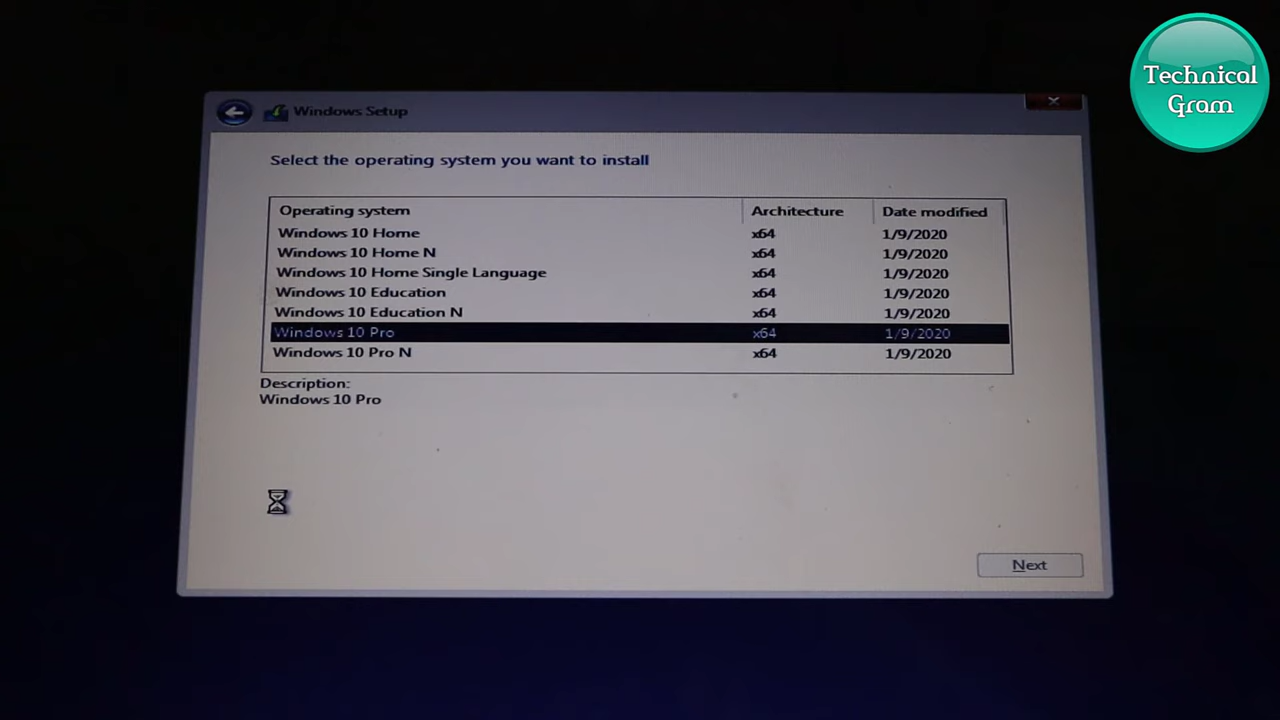 Technical
Gram
Windows Setup
Select the operating system you want to install
Operating system Architecture Date modified
Windows 10 Home x64 1/9/2020
Windows 10 Home N x64 1/9/2020
Windows 10 Home Single Language x64 1/9/2020
Windows 10 Education x64 1/9/2020
Windows 10 Education N x64 1/9/2020
Windows 10 Pro x64 1/9/2020
Windows 10 Pro N x64 1/9/2020
Description:
Windows 10 Pro
Next